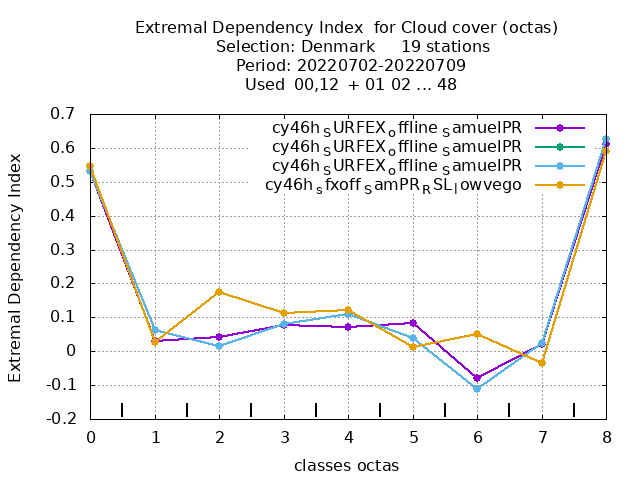 Extremal Dependency Index  for Cloud cover (octas)
Selection: Denmark     19 stations
Period: 20220702-20220709
Used  00,12  + 01 02 ... 48
cy46h_SURFEX_offline_SamuelPR
cy46h_SURFEX_offline_SamuelPR
cy46h_SURFEX_offline_SamuelPR
cy46h_sfxoff_SamPR_RSL_lowvego
Extremal Dependency Index
0.7
0.6
0.5
0.4
0.3
0.2
0.1
0
-0.1
-0.2
0 1 2 3 4 5 6 7 8
classes octas